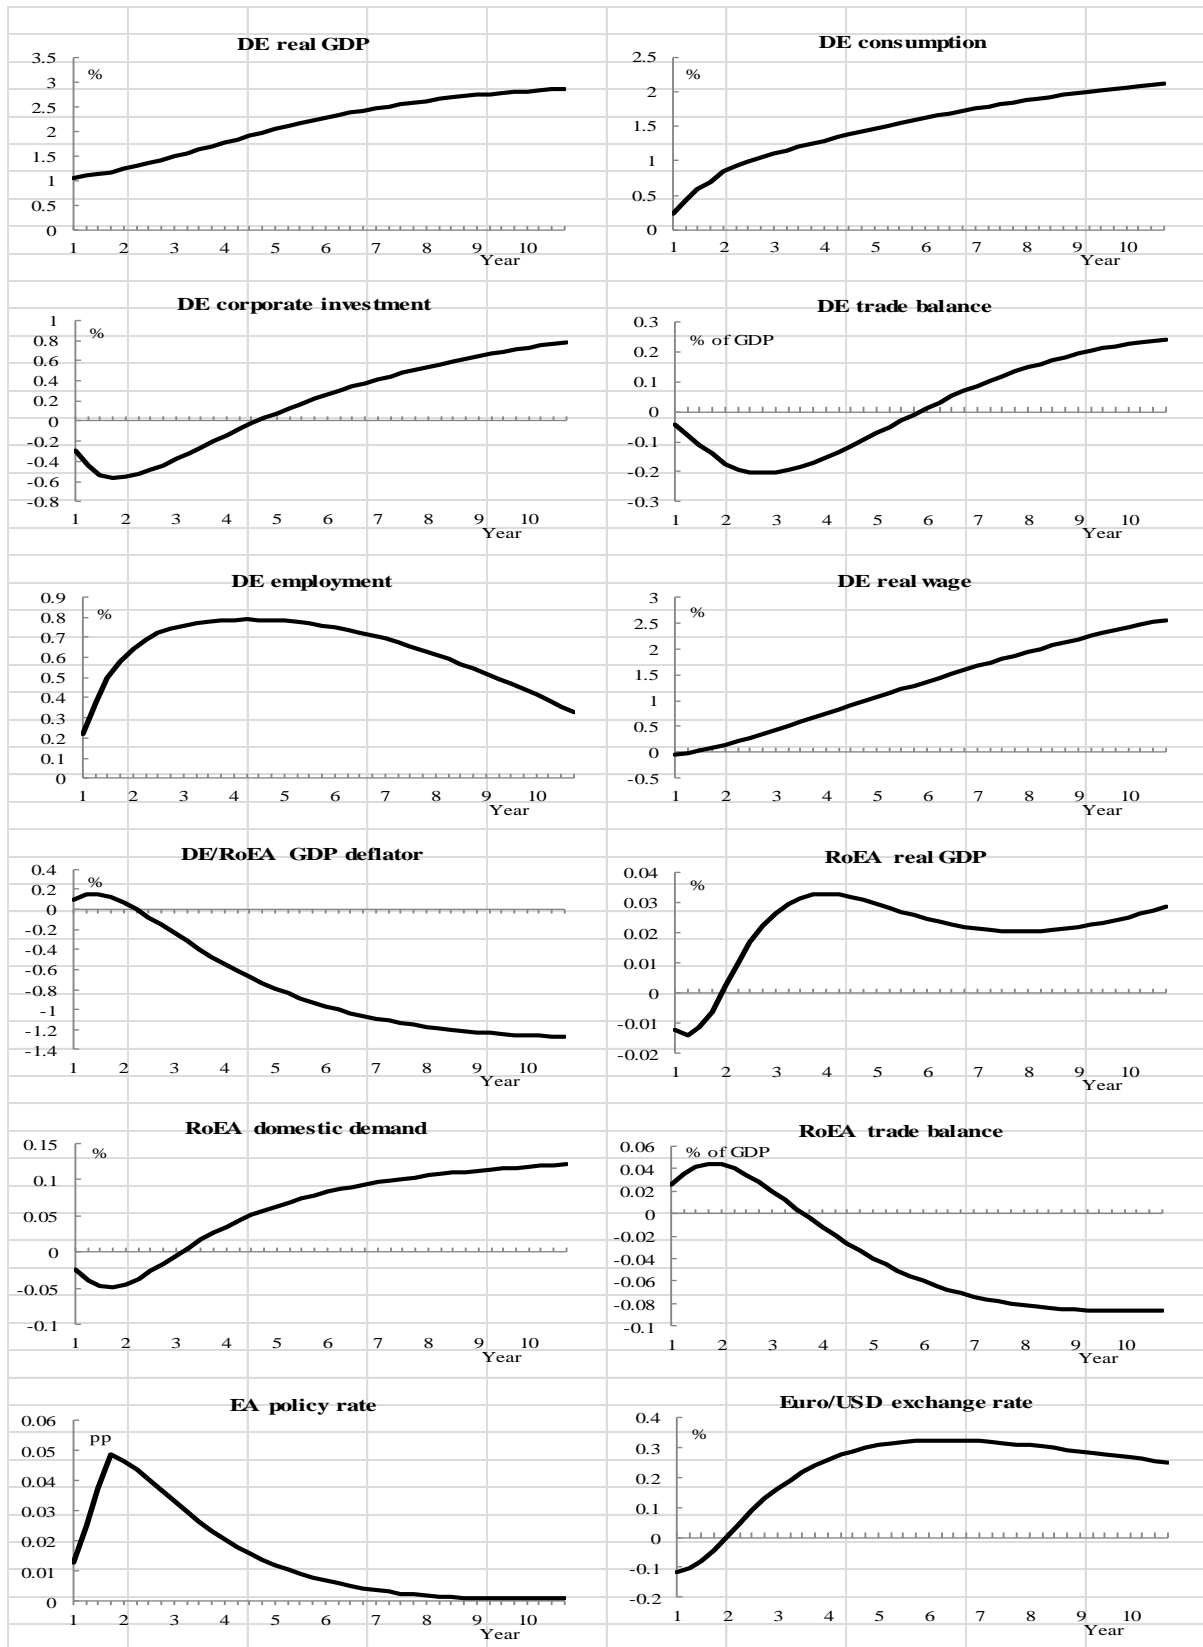 DE real GDP
%
3.5
3
2.5
2
1.5
1
0.5
0
1 2 3 4 5 6 7 8 9 10
Year
DE consumption
%
2.5
2
1.5
1
0.5
0
1 2 3 4 5 6 7 8 9 10
Year
DE corporate investment
%
1
0.8
0.6
0.4
0.2
0
-0.2
-0.4
-0.6
-0.8
1 2 3 4 5 6 7 8 9 10
Year
DE trade balance
% of GDP
0.3
0.2
0.1
0
-0.1
-0.2
-0.3
1 2 3 4 5 6 7 8 9 10
Year
DE employment
%
0.9
0.8
0.7
0.6
0.5
0.4
0.3
0.2
0.1
0
1 2 3 4 5 6 7 8 9 10
Year
DE real wage
%
3
2.5
2
1.5
1
0.5
0
-0.5
1 2 3 4 5 6 7 8 9 10
Year
DE/RoEA GDP deflator
%
0.4
0.2
0
-0.2
-0.4
-0.6
-0.8
-1
-1.2
-1.4
1 2 3 4 5 6 7 8 9 10
Year
RoEA real GDP
%
0.04
0.03
0.02
0.01
0
-0.01
-0.02
1 2 3 4 5 6 7 8 9 10
Year
RoEA domestic demand
%
0.15
0.1
0.05
0
-0.05
-0.1
1 2 3 4 5 6 7 8 9 10
Year
RoEA trade balance
% of GDP
0.06
0.04
0.02
0
-0.02
-0.04
-0.06
-0.08
-0.1
1 2 3 4 5 6 7 8 9 10
Year
EA policy rate
pp
0.06
0.05
0.04
0.03
0.02
0.01
0
1 2 3 4 5 6 7 8 9 10
Year
Euro/USD exchange rate
%
0.4
0.3
0.2
0.1
0
-0.1
-0.2
1 2 3 4 5 6 7 8 9 10
Year